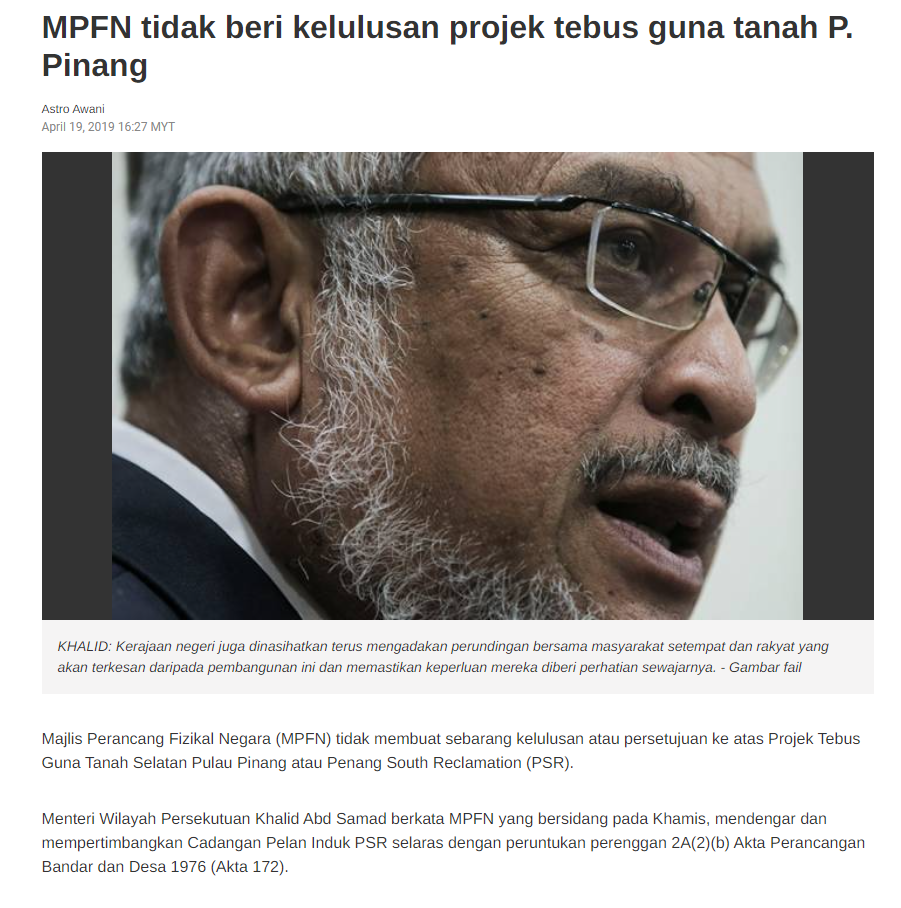 MPFN tidak beri kelulusan projek tebus guna tanah P.
Pinang
Astro Awani
April 19, 2019 16:27 MYT
KHALID: Kerajaan negeri juga dinasihatkan terus mengadakan perundingan bersama masyarakat setempat dan rakyat yang
akan terkesan daripada pembangunan ini dan memastikan keperluan mereka diberi perhatian sewajarnya. - Gambar fail
Majlis Perancang Fizikal Negara (MPFN) tidak membuat sebarang kelulusan atau persetujuan ke atas Projek Tebus
Guna Tanah Selatan Pulau Pinang atau Penang South Reclamation (PSR).
Menteri Wilayah Persekutuan Khalid Abd Samad berkata MPFN yang bersidang pada Khamis, mendengar dan
mempertimbangkan Cadangan Pelan Induk PSR selaras dengan peruntukan perenggan 2A(2)(b) Akta Perancangan
Bandar dan Desa 1976 (Akta 172).